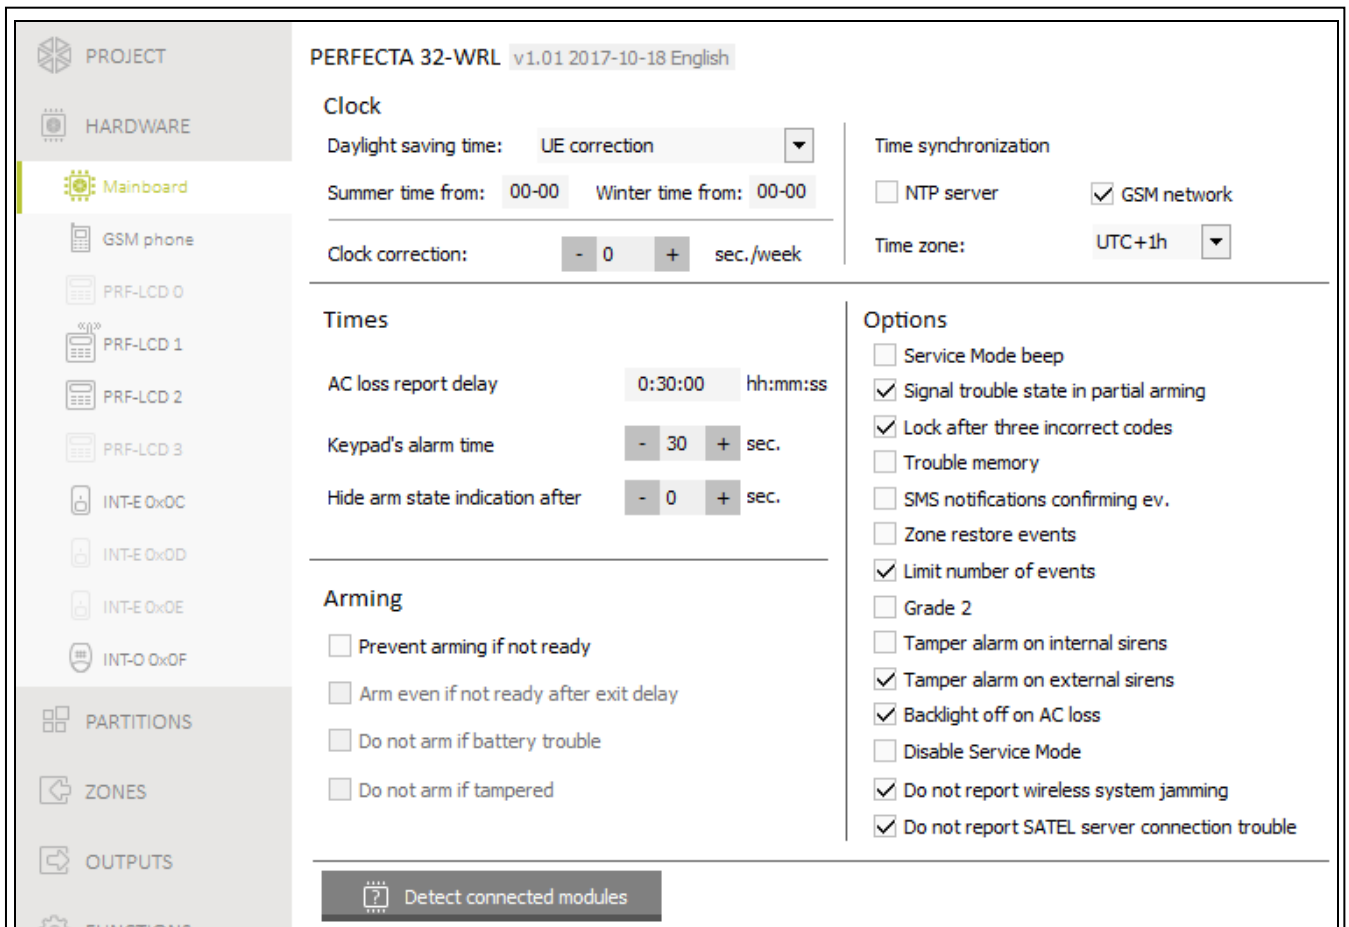 PROJECT
HARDWARE
Mainboard
GSM phone
PRF-LCD 0
PRF-LCD 1
PRF-LCD 2
PRF-LCD 3
INT-E 0x0C
INT-E 0x0D
INT-E 0x0E
INT-O 0x0F
PARTITIONS
ZONES
OUTPUTS
FUNCTIONS
PERFECTA 32-WRL v1.01 2017-10-18 English
Clock
Daylight saving time: UE correction
Summer time from: 00-00 Winter time from: 00-00
Clock correction: - 0 + sec./week
Time synchronization
NTP server GSM network
Time zone: UTC+1h
Times
AC loss report delay 0:30:00 hh:mm:ss
Keypad's alarm time - 30 + sec.
Hide arm state indication after - 0 + sec.
Arming
Prevent arming if not ready
Arm even if not ready after exit delay
Do not arm if battery trouble
Do not arm if tampered
Options
Service Mode beep
Signal trouble state in partial arming
Lock after three incorrect codes
Trouble memory
SMS notifications confirming ev.
Zone restore events
Limit number of events
Grade 2
Tamper alarm on internal sirens
Tamper alarm on external sirens
Backlight off on AC loss
Disable Service Mode
Do not report wireless system jamming
Do not report SATEL server connection trouble
? Detect connected modules